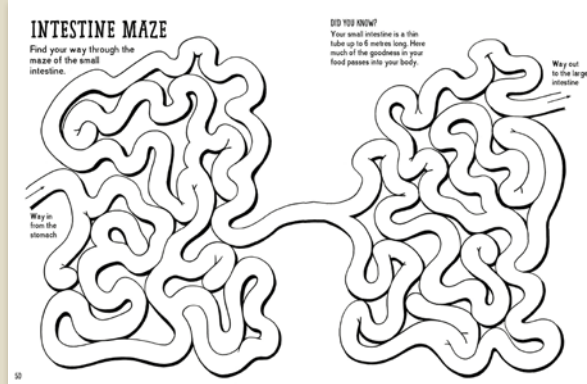 INTESTINE MAZE
Find your way through the
maze of the small
intestine.
DID YOU KNOW?
Your small intestine is a thin
tube up to 6 metres long. Here
much of the goodness in your
food passes into your body.
Way out
to the large
intestine
Way in
from the
stomach
50